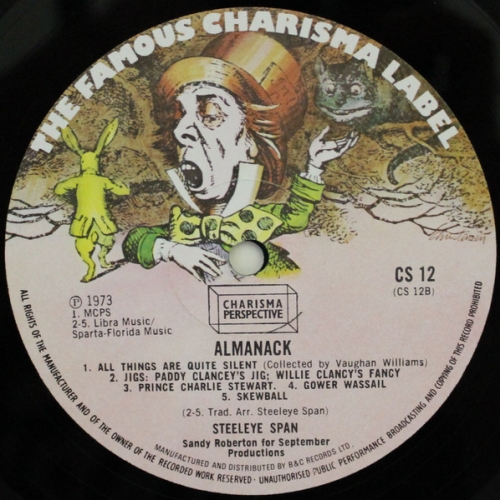 THE FAMOUS CHARISMA LABEL
CS 12
(CS 12B)
Ⓟ 1973
1. MCPS
2-5. Libra Music/
Sparta-Florida Music
CHARISMA
PERSPECTIVE
ALMANACK
1. ALL THINGS ARE QUITE SILENT (Collected by Vaughan Williams)
2. JIGS: PADDY CLANCEY'S JIG; WILLIE CLANCY'S FANCY
3. PRINCE CHARLIE STEWART. 4. GOWER WASSAIL
5. SKEWBALL
(2-5. Trad. Arr. Steeleye Span)
STEELEYE SPAN
Sandy Roberton for September
Productions
MANUFACTURED AND DISTRIBUTED BY B&C RECORDS LTD.
ALL RIGHTS OF THE MANUFACTURER AND OF THE OWNER OF THE RECORDED WORK RESERVED - UNAUTHORISED PUBLIC PERFORMANCE BROADCASTING AND COPYING OF THIS RECORD PROHIBITED